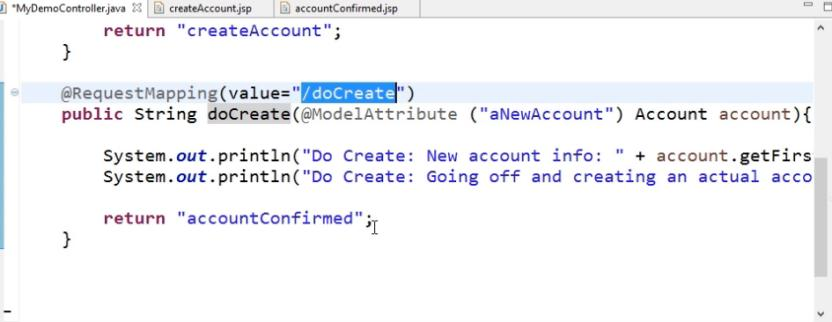 *MyDemoController.java createAccount.jsp accountConfirmed.jsp
return "createAccount";
}
@RequestMapping(value="/doCreate")
public String doCreate(@ModelAttribute ("aNewAccount") Account account){
System.out.println("Do Create: New account info: " + account.getFirs
System.out.println("Do Create: Going off and creating an actual acco
return "accountConfirmed";
}